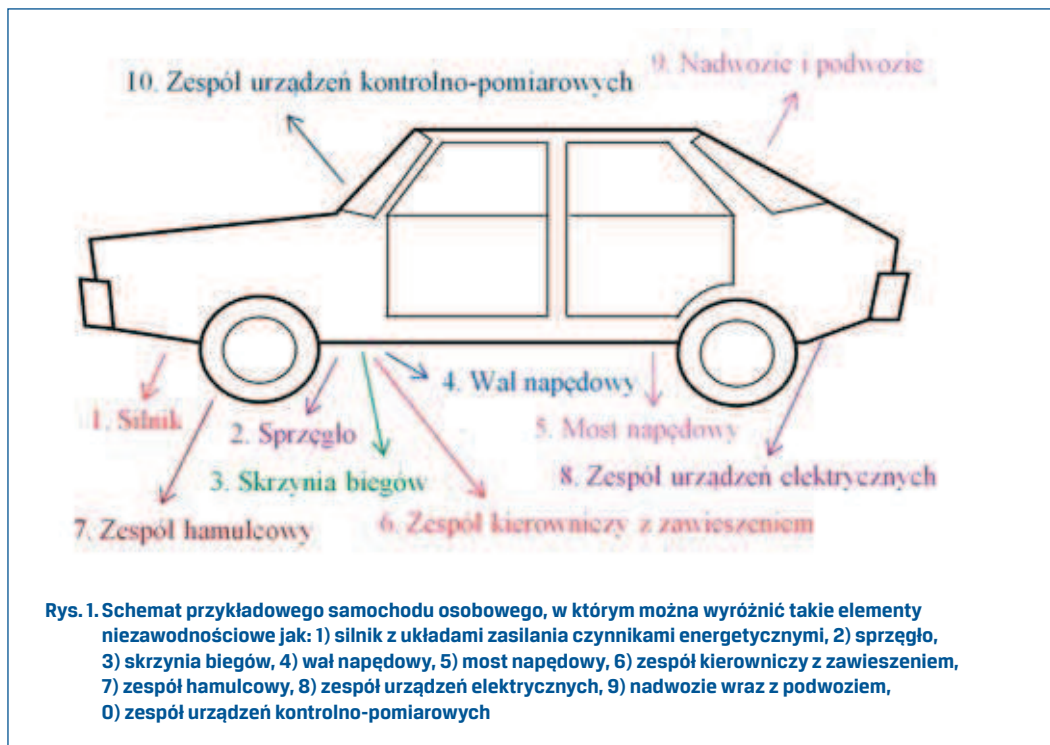 9. Nadwozie i podwozie
10. Zespół urządzeń kontrolno-pomiarowych
4. Wał napędowy
1. Silnik
2. Sprzęgło
5. Most napędowy
3. Skrzynia biegów
8. Zespół urządzeń elektrycznych
7. Zespół hamulcowy
6. Zespół kierowniczy z zawieszeniem
Rys. 1. Schemat przykładowego samochodu osobowego, w którym można wyróżnić takie elementy
niezawodnościowe jak: 1) silnik z układami zasilania czynnikami energetycznymi, 2) sprzęgło,
3) skrzynia biegów, 4) wał napędowy, 5) most napędowy, 6) zespół kierowniczy z zawieszeniem,
7) zespół hamulcowy, 8) zespół urządzeń elektrycznych, 9) nadwozie wraz z podwoziem,
0) zespół urządzeń kontrolno-pomiarowych